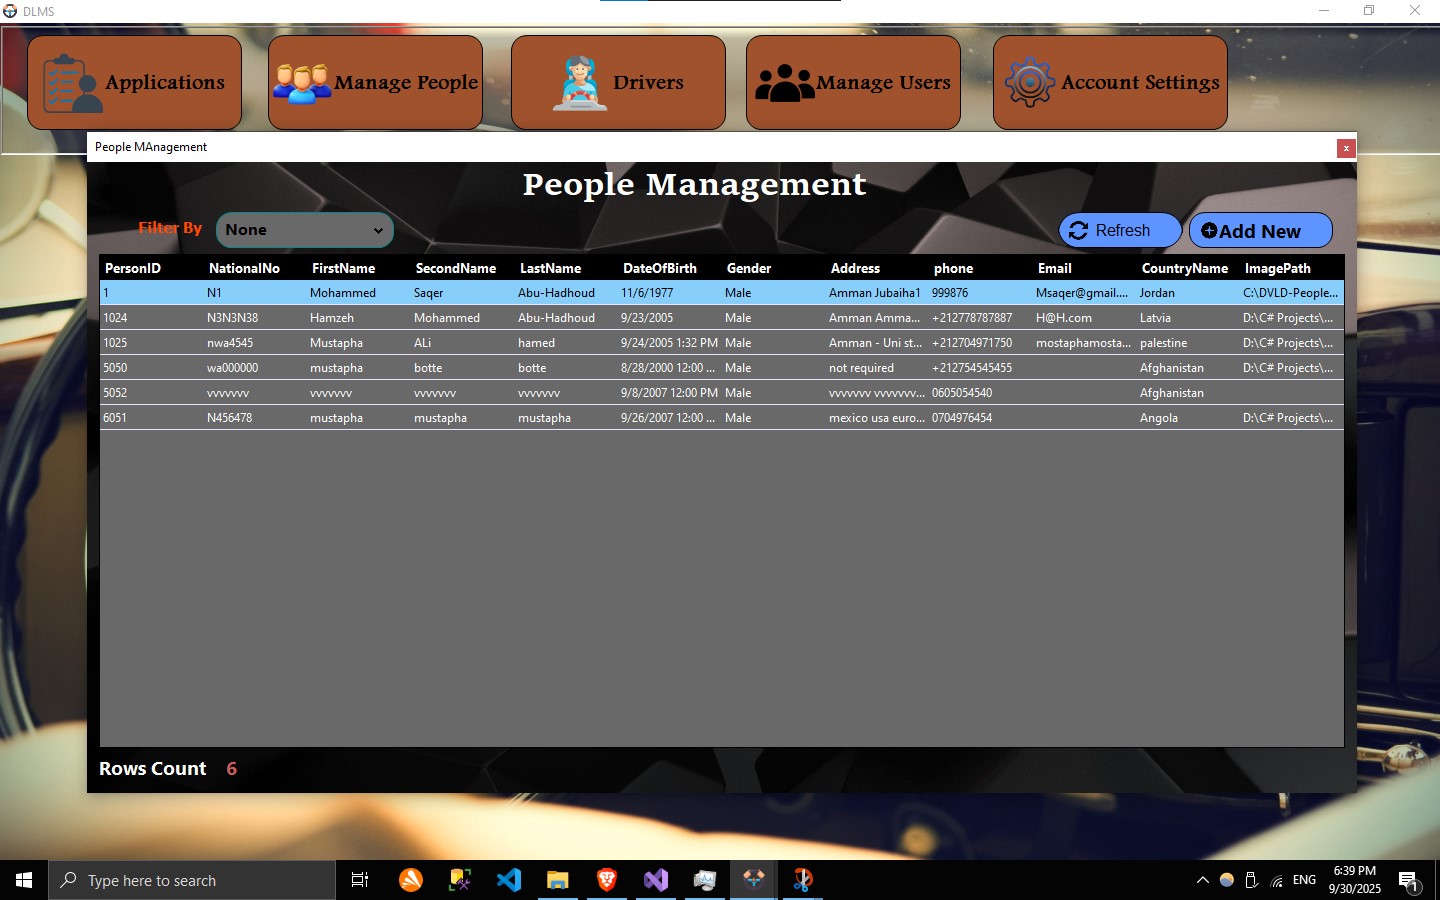 DLMS
Applications
Manage People
Drivers
Manage Users
Account Settings
People MAnagement
x
People Management
Filter By
None
Refresh
Add New
PersonID NationalNo FirstName SecondName LastName DateOfBirth Gender Address phone Email CountryName ImagePath
1 N1 Mohammed Saqer Abu-Hadhoud 11/6/1977 Male Amman Jubaiha1 999876 Msaqer@gmail.... Jordan C:\DVLD-People...
1024 N3N3N38 Hamzeh Mohammed Abu-Hadhoud 9/23/2005 Male Amman Amma... +212778787887 H@H.com Latvia D:\C# Projects\...
1025 nwa4545 Mustapha ALi hamed 9/24/2005 1:32 PM Male Amman - Uni st... +212704971750 mostaphamosta... palestine D:\C# Projects\...
5050 wa000000 mustapha botte botte 8/28/2000 12:00 ... Male not required +212754545455 Afghanistan D:\C# Projects\...
5052 vvvvvvv vvvvvvv vvvvvvv vvvvvvv 9/8/2007 12:00 PM Male vvvvvvv vvvvvvv... 0605054540 Afghanistan
6051 N456478 mustapha mustapha mustapha 9/26/2007 12:00 ... Male mexico usa euro... 0704976454 Angola D:\C# Projects\...
Rows Count 6
Type here to search
ENG
6:39 PM
9/30/2025
1